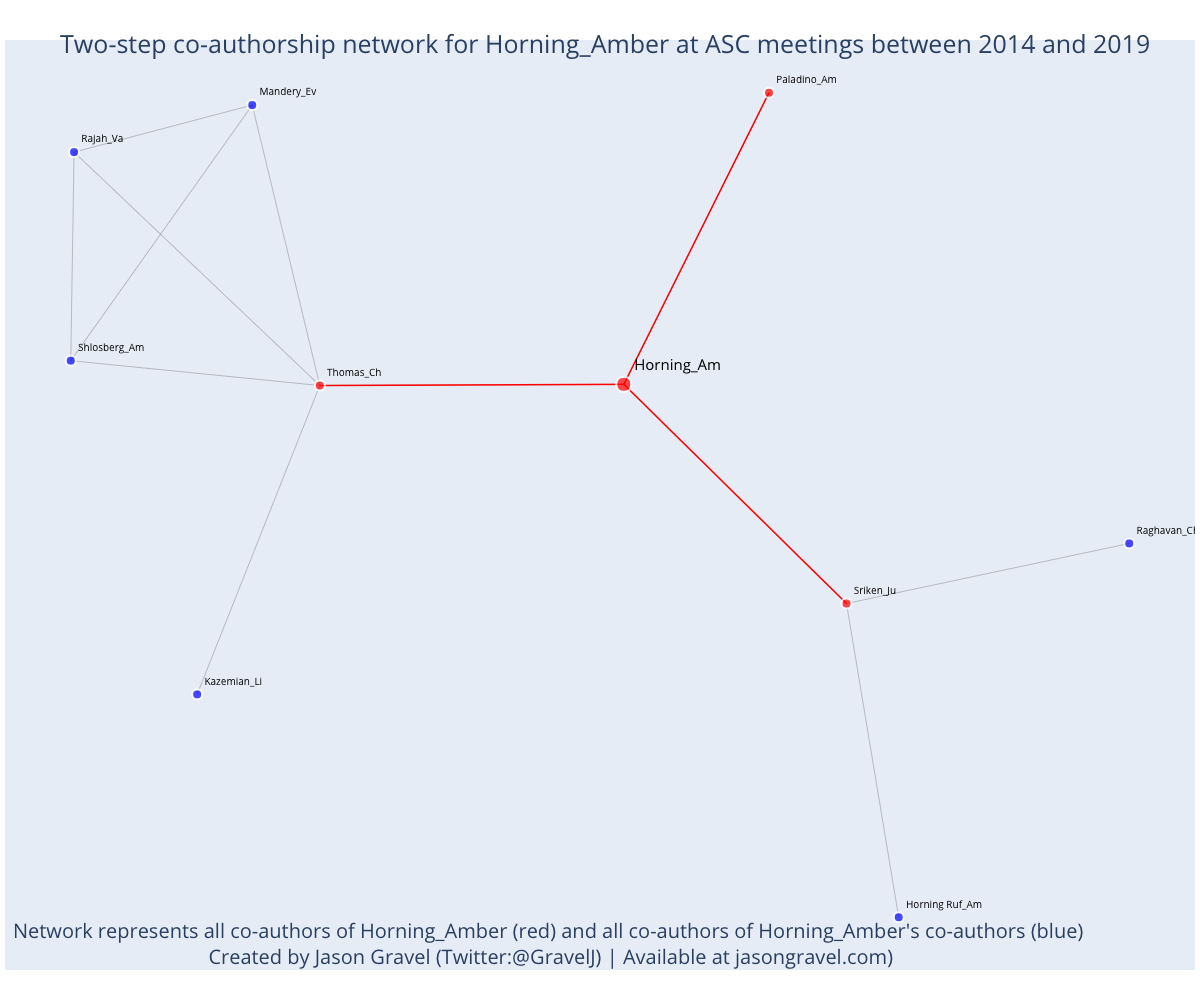 Two-step co-authorship network for Horning_Amber at ASC meetings between 2014 and 2019
Paladino_Am
Mandery_Ev
Rajah_Va
Shlosberg_Am
Thomas_Ch
Horning_Am
Raghavan_Ch
Sriken_Ju
Kazemian_Li
Horning Ruf_Am
Network represents all co-authors of Horning_Amber (red) and all co-authors of Horning_Amber's co-authors (blue)
Created by Jason Gravel (Twitter:@GravelJ) | Available at jasongravel.com)